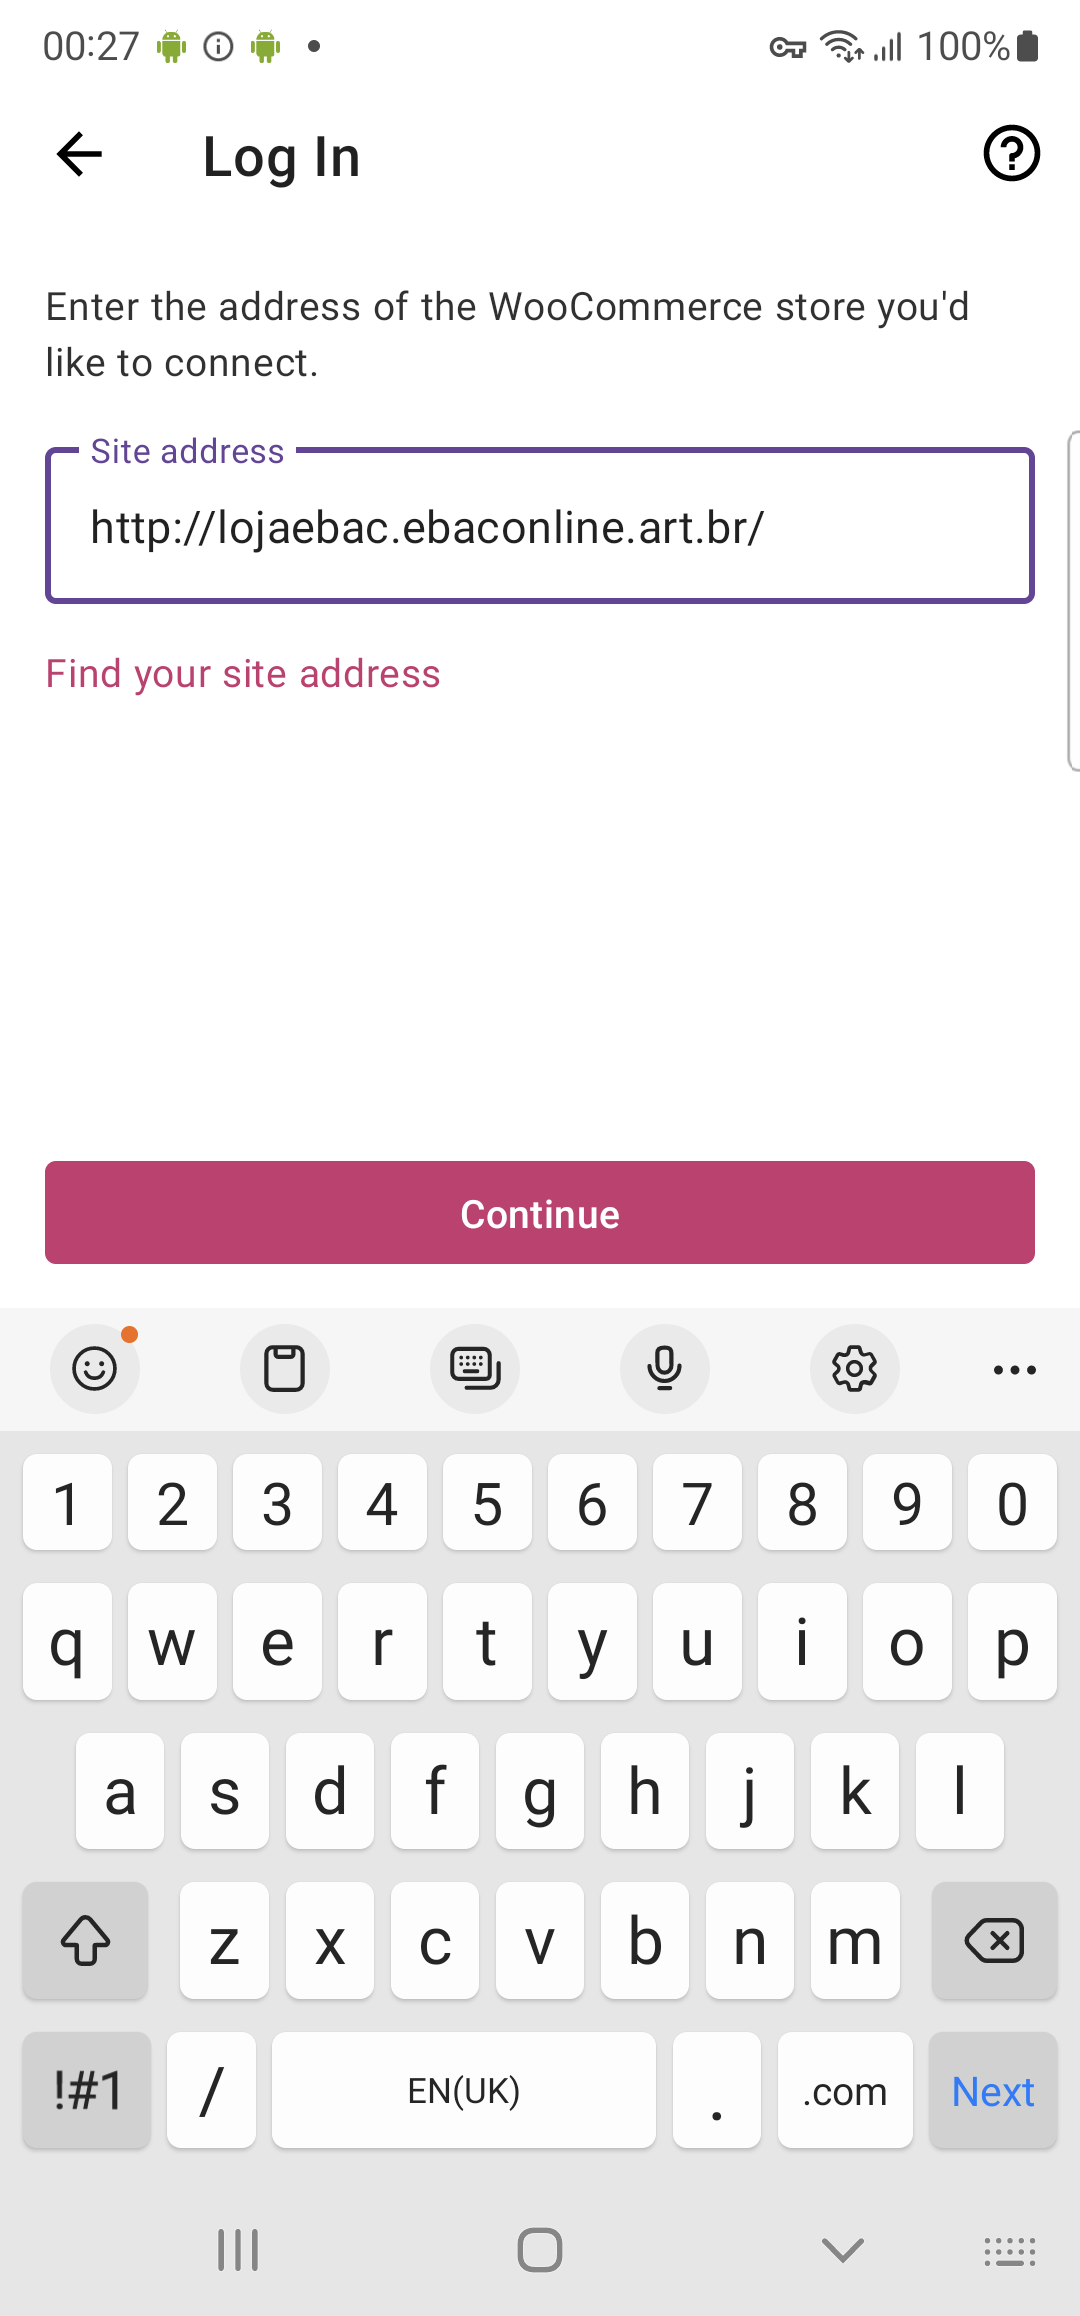 00:27
100%
Log In
Enter the address of the WooCommerce store you'd
like to connect.
Site address
http://lojaebac.ebaconline.art.br/
Find your site address
Continue
1 2 3 4 5 6 7 8 9 0
q w e r t y u i o p
a s d f g h j k l
z x c v b n m
!#1 / EN(UK) . .com Next